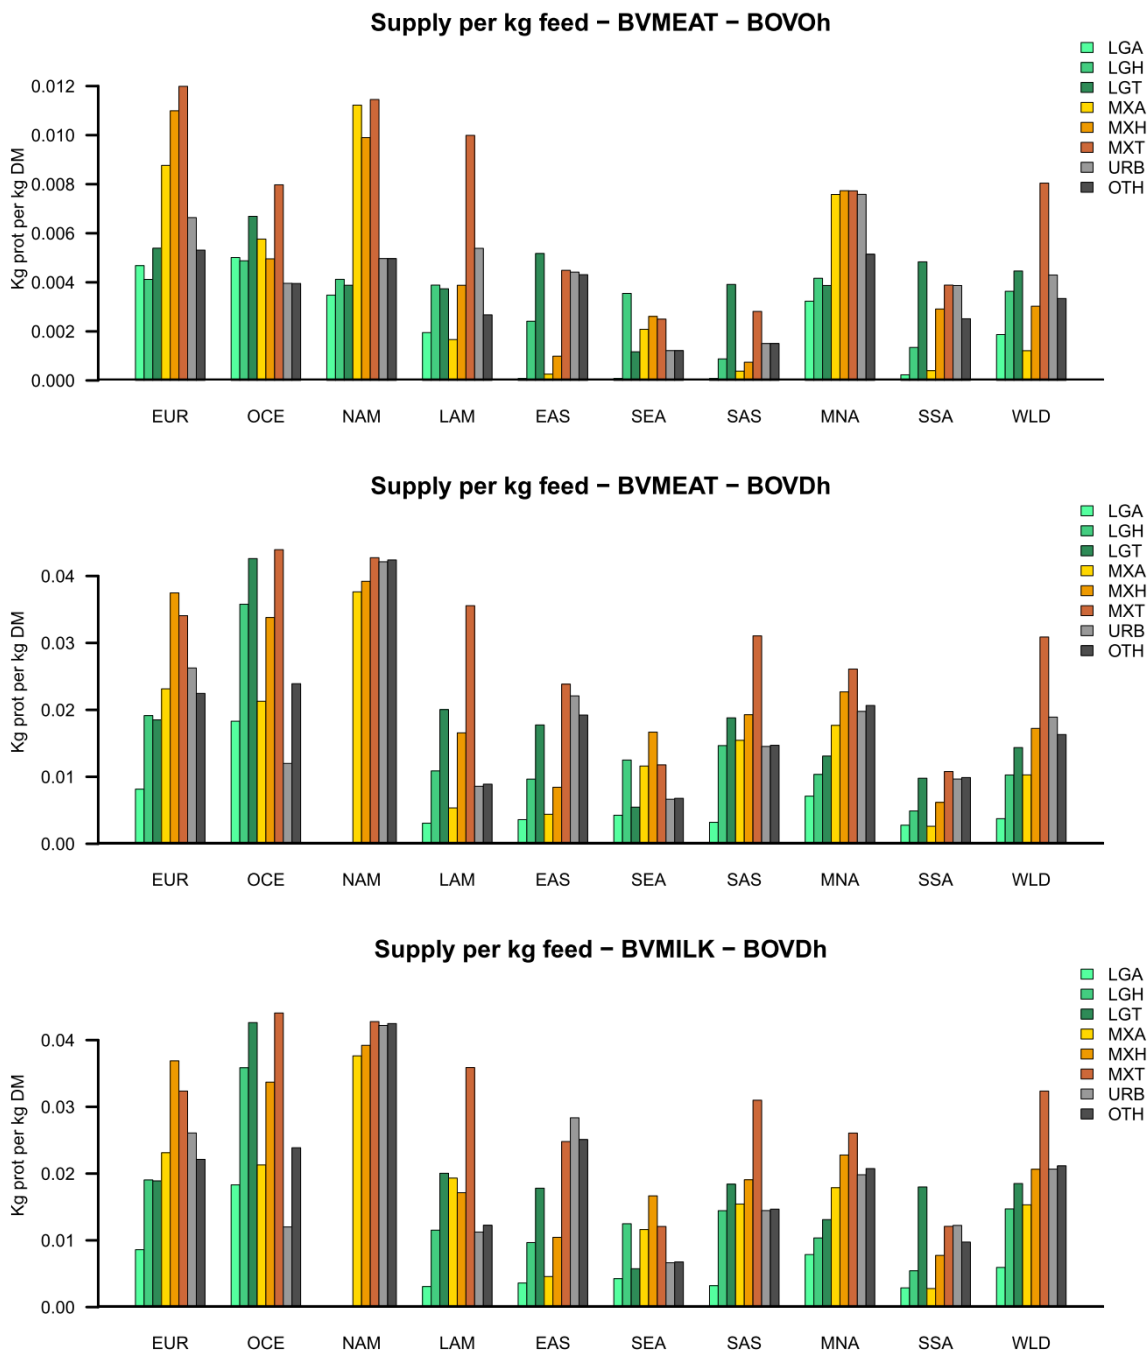 Supply per kg feed − BVMEAT − BOVOh
LGA
LGH
LGT
MXA
MXH
MXT
URB
OTH
Kg prot per kg DM
0.012
0.010
0.008
0.006
0.004
0.002
0.000
EUR OCE NAM LAM EAS SEA SAS MNA SSA WLD
Supply per kg feed − BVMEAT − BOVDh
LGA
LGH
LGT
MXA
MXH
MXT
URB
OTH
Kg prot per kg DM
0.04
0.03
0.02
0.01
0.00
EUR OCE NAM LAM EAS SEA SAS MNA SSA WLD
Supply per kg feed − BVMILK − BOVDh
LGA
LGH
LGT
MXA
MXH
MXT
URB
OTH
Kg prot per kg DM
0.04
0.03
0.02
0.01
0.00
EUR OCE NAM LAM EAS SEA SAS MNA SSA WLD